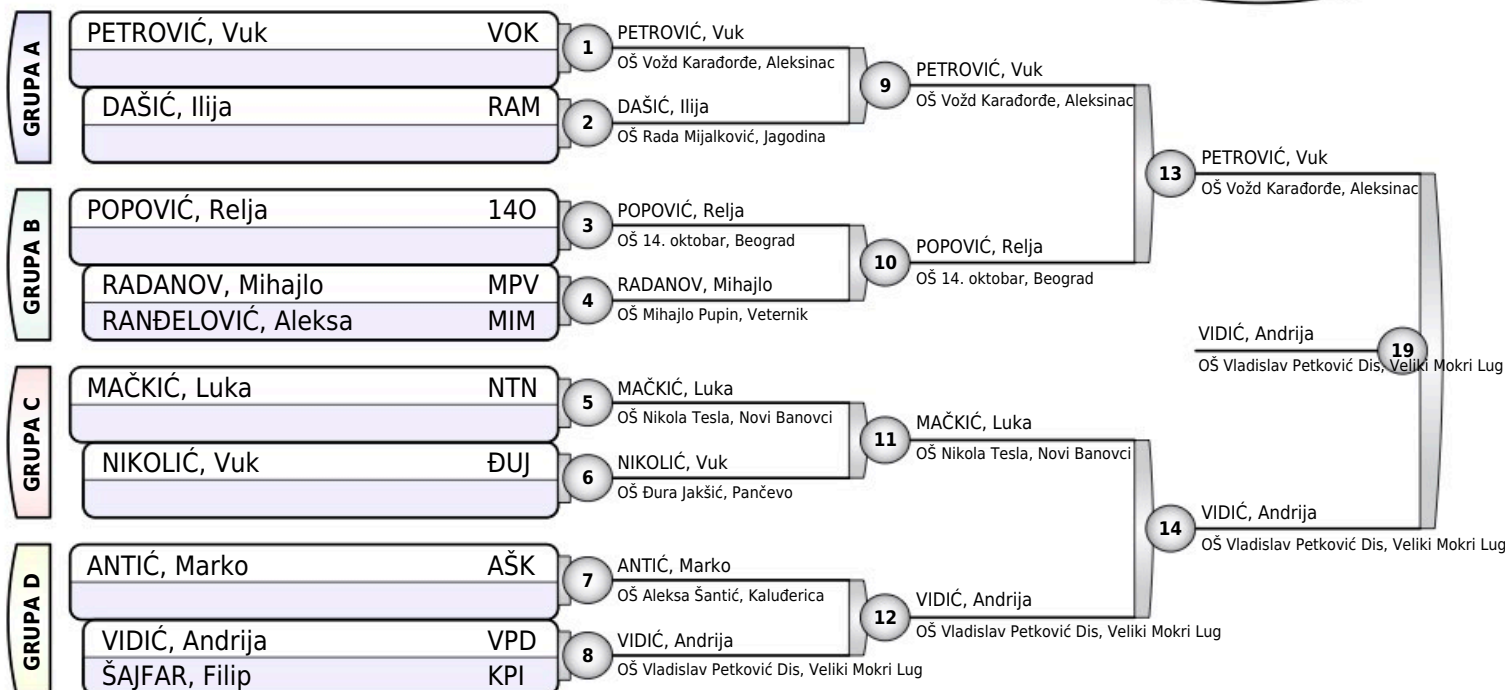 GRUPA A
PETROVIĆ, Vuk VOK
DAŠIĆ, Ilija RAM
GRUPA B
POPOVIĆ, Relja 14O
RADANOV, Mihajlo MPV
RANĐELOVIĆ, Aleksa MIM
GRUPA C
MAČKIĆ, Luka NTN
NIKOLIĆ, Vuk ĐUJ
GRUPA D
ANTIĆ, Marko AŠK
VIDIĆ, Andrija VPD
ŠAJFAR, Filip KPI
1
PETROVIĆ, Vuk
OŠ Vožd Karađorđe, Aleksinac
2
DAŠIĆ, Ilija
OŠ Rada Mijalković, Jagodina
3
POPOVIĆ, Relja
OŠ 14. oktobar, Beograd
4
RADANOV, Mihajlo
OŠ Mihajlo Pupin, Veternik
5
MAČKIĆ, Luka
OŠ Nikola Tesla, Novi Banovci
6
NIKOLIĆ, Vuk
OŠ Đura Jakšić, Pančevo
7
ANTIĆ, Marko
OŠ Aleksa Šantić, Kaluđerica
8
VIDIĆ, Andrija
OŠ Vladislav Petković Dis, Veliki Mokri Lug
9
PETROVIĆ, Vuk
OŠ Vožd Karađorđe, Aleksinac
10
POPOVIĆ, Relja
OŠ 14. oktobar, Beograd
11
MAČKIĆ, Luka
OŠ Nikola Tesla, Novi Banovci
12
VIDIĆ, Andrija
OŠ Vladislav Petković Dis, Veliki Mokri Lug
13
PETROVIĆ, Vuk
OŠ Vožd Karađorđe, Aleksinac
14
VIDIĆ, Andrija
OŠ Vladislav Petković Dis, Veliki Mokri Lug
19
VIDIĆ, Andrija
OŠ Vladislav Petković Dis, Veliki Mokri Lug